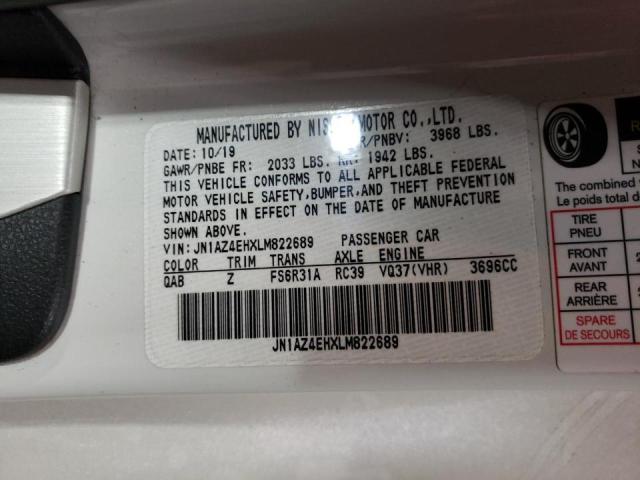 MANUFACTURED BY NISSAN MOTOR CO.,LTD.
DATE: 10/19 /PNBV: 3968 LBS.
GAWR/PNBE FR: 2033 LBS. RR: 1942 LBS.
THIS VEHICLE CONFORMS TO ALL APPLICABLE FEDERAL
MOTOR VEHICLE SAFETY,BUMPER,AND THEFT PREVENTION
STANDARDS IN EFFECT ON THE DATE OF MANUFACTURE
SHOWN ABOVE.
VIN: JN1AZ4EHXLM822689 PASSENGER CAR
COLOR TRIM TRANS AXLE ENGINE
QAB Z FS6R31A RC39 VQ37(VHR) 3696CC
JN1AZ4EHXLM822689
The combined
Le poids total
TIRE
PNEU
FRONT
AVANT
REAR
ARRIÈRE
SPARE
DE SECOURS